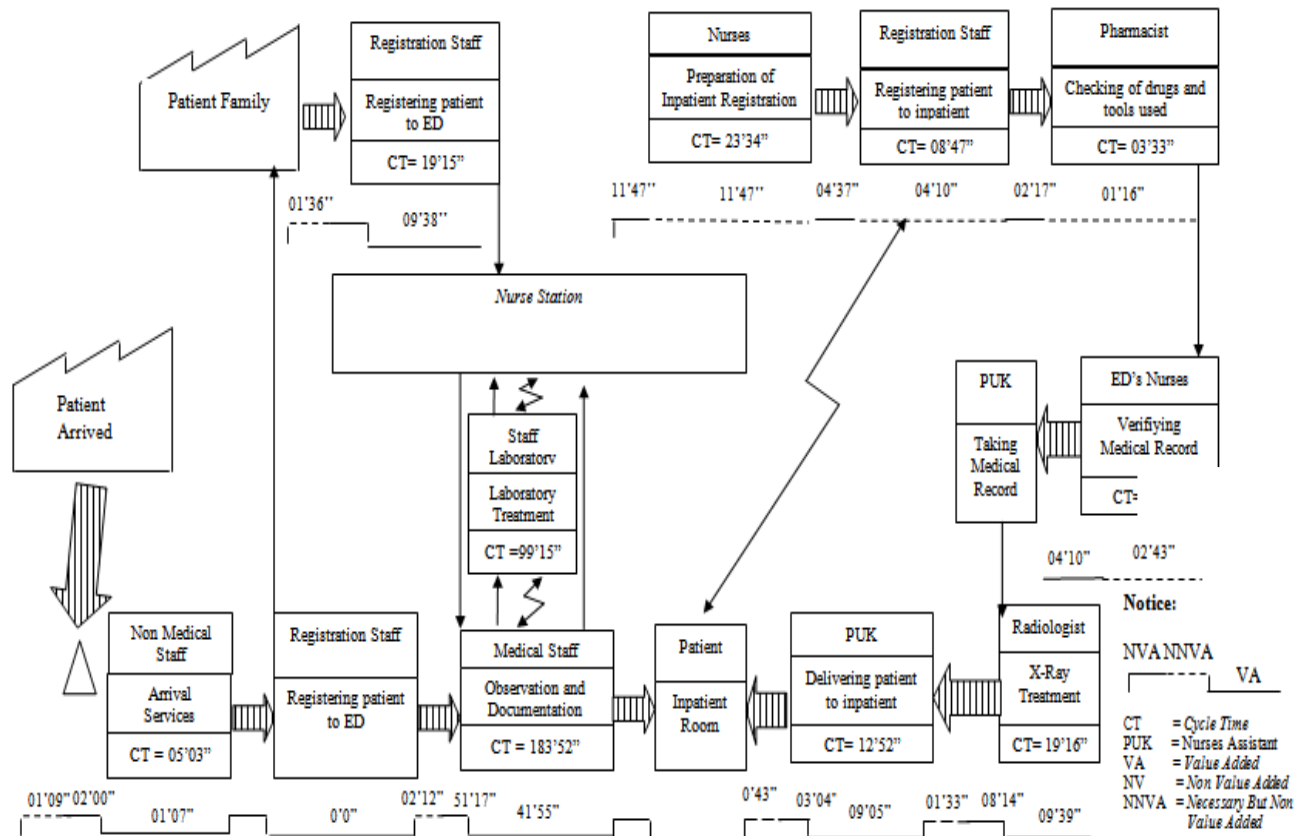 Patient Family
Registration Staff
Registering patient
to ED
CT= 19'15”
Nurses
Preparation of
Inpatient Registration
CT= 23'34”
Registration Staff
Registering patient
to inpatient
CT= 08'47”
Pharmacist
Checking of drugs and
tools used
CT= 03'33”
01'36''
09'38''
11'47''
11'47”
04'37”
04'10”
02'17”
01'16”
Nurse Station
Patient
Arrived
Staff
Laboratory
Laboratory
Treatment
CT =99'15”
PUK
Taking
Medical
Record
ED's Nurses
Verifiying
Medical Record
CT=
04'10”
02'43”
Non Medical
Staff
Arrival
Services
CT = 05'03”
Registration Staff
Registering patient
to ED
Medical Staff
Observation and
Documentation
CT = 183'52”
Patient
Inpatient
Room
PUK
Delivering patient
to inpatient
CT= 12'52”
Radiologist
X-Ray
Treatment
CT= 19'16”
Notice:
NVA NNVA
VA
CT = Cycle Time
PUK = Nurses Assistant
VA = Value Added
NV = Non Value Added
NNVA = Necessary But Non
Value Added
01'09”
02'00”
01'07”
0'0”
02'12”
51'17”
41'55”
0'43”
03'04”
09'05”
01'33”
08'14”
09'39”